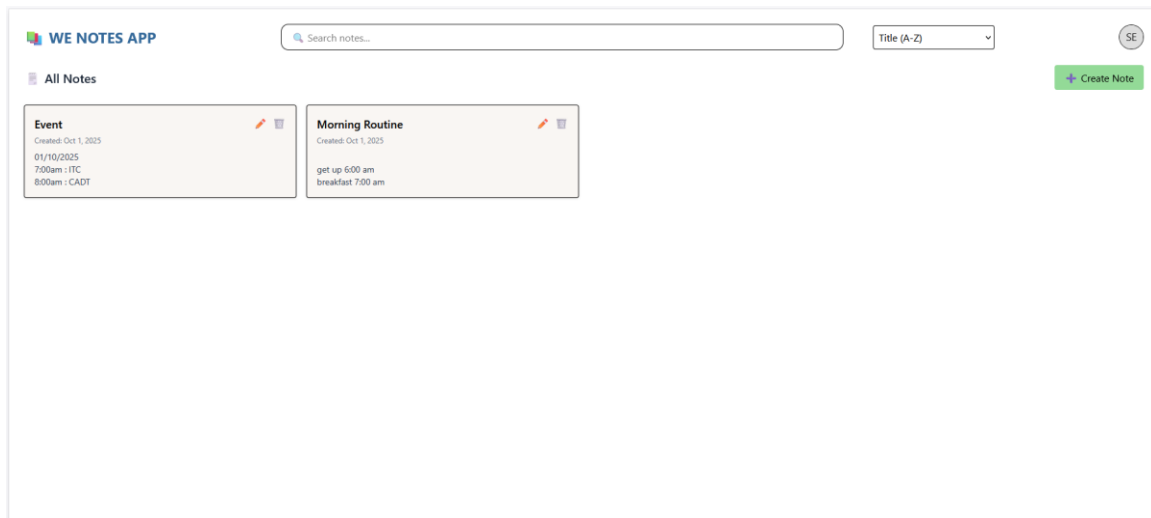 WE NOTES APP
Search notes...
Title (A-Z)
SE
All Notes
Create Note
Event
Created: Oct 1, 2025
01/10/2025
7:00am : ITC
8:00am : CADT
Morning Routine
Created: Oct 1, 2025
get up 6:00 am
breakfast 7:00 am